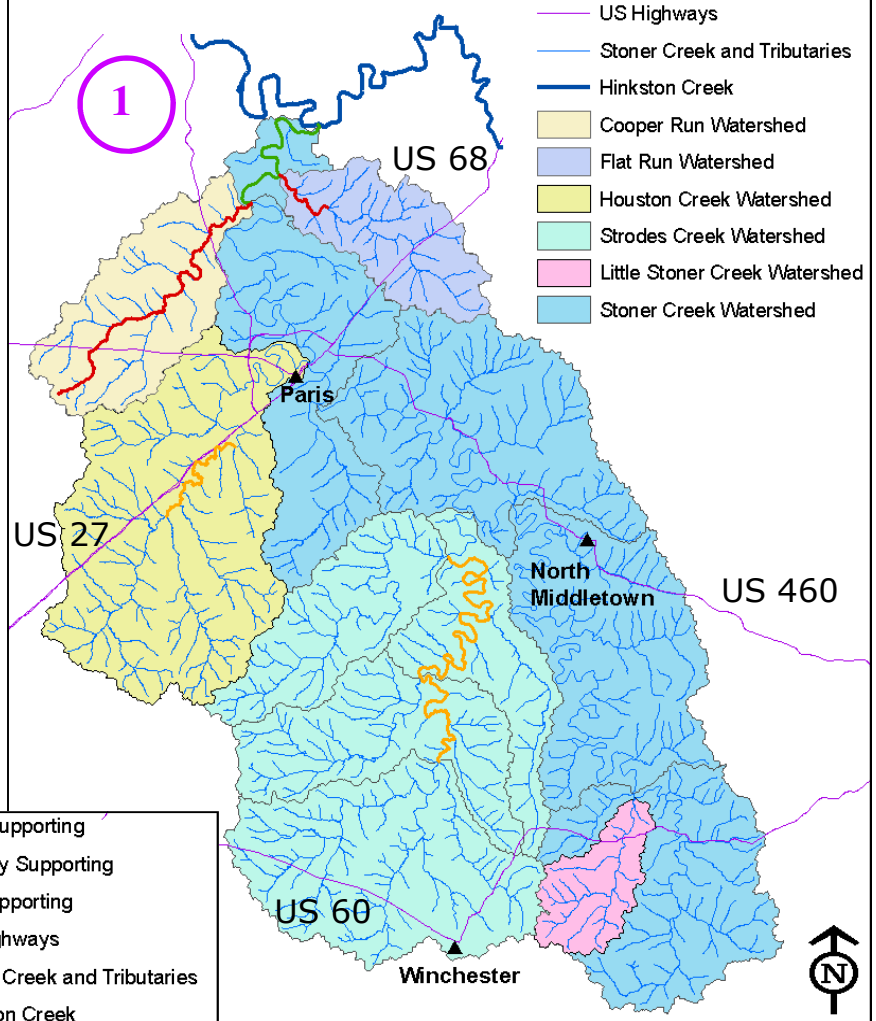 US Highways
Stoner Creek and Tributaries
Hinkston Creek
Cooper Run Watershed
Flat Run Watershed
Houston Creek Watershed
Strodes Creek Watershed
Little Stoner Creek Watershed
Stoner Creek Watershed
1
US 68
Paris
US 27
North
Middletown
US 460
US 60
Winchester
N
upporting
y Supporting
pporting
ghways
Creek and Tributaries
on Creek